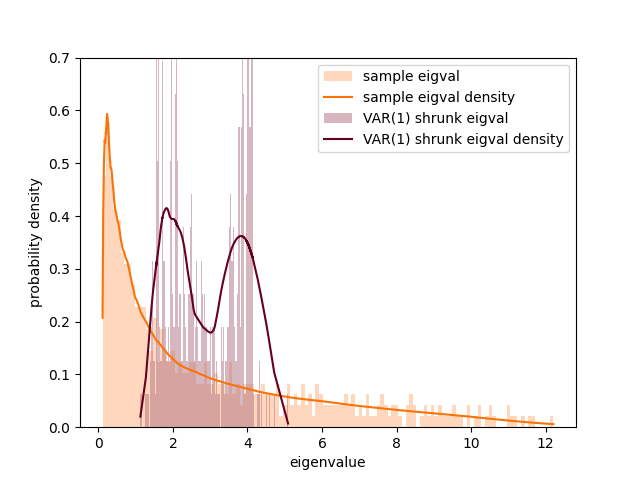 0.7
0.6
0.5
0.4
0.3
0.2
0.1
0.0
probability density
sample eigval
sample eigval density
VAR(1) shrunk eigval
VAR(1) shrunk eigval density
0 2 4 6 8 10 12
eigenvalue